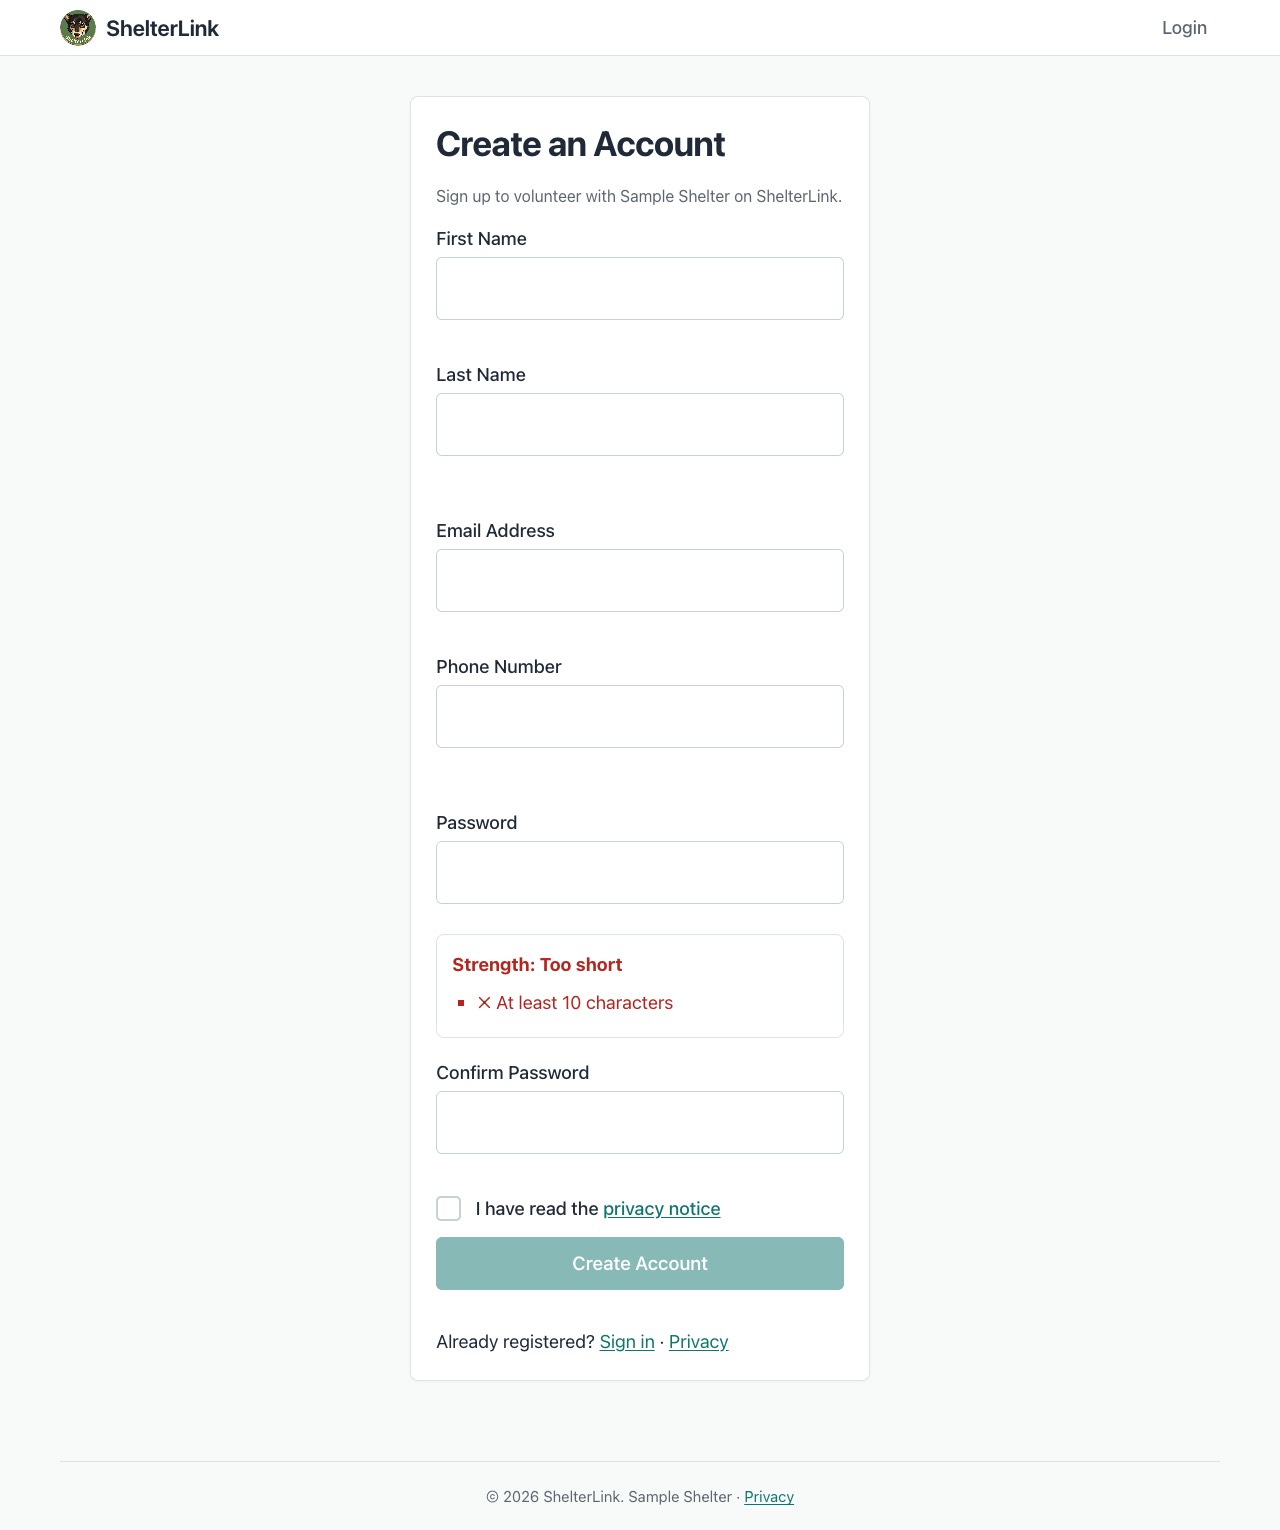 ShelterLink
Login
Create an Account
Sign up to volunteer with Sample Shelter on ShelterLink.
First Name
Last Name
Email Address
Phone Number
Password
Strength: Too short
▪ ✕ At least 10 characters
Confirm Password
I have read the privacy notice
Create Account
Already registered? Sign in · Privacy
© 2026 ShelterLink. Sample Shelter · Privacy